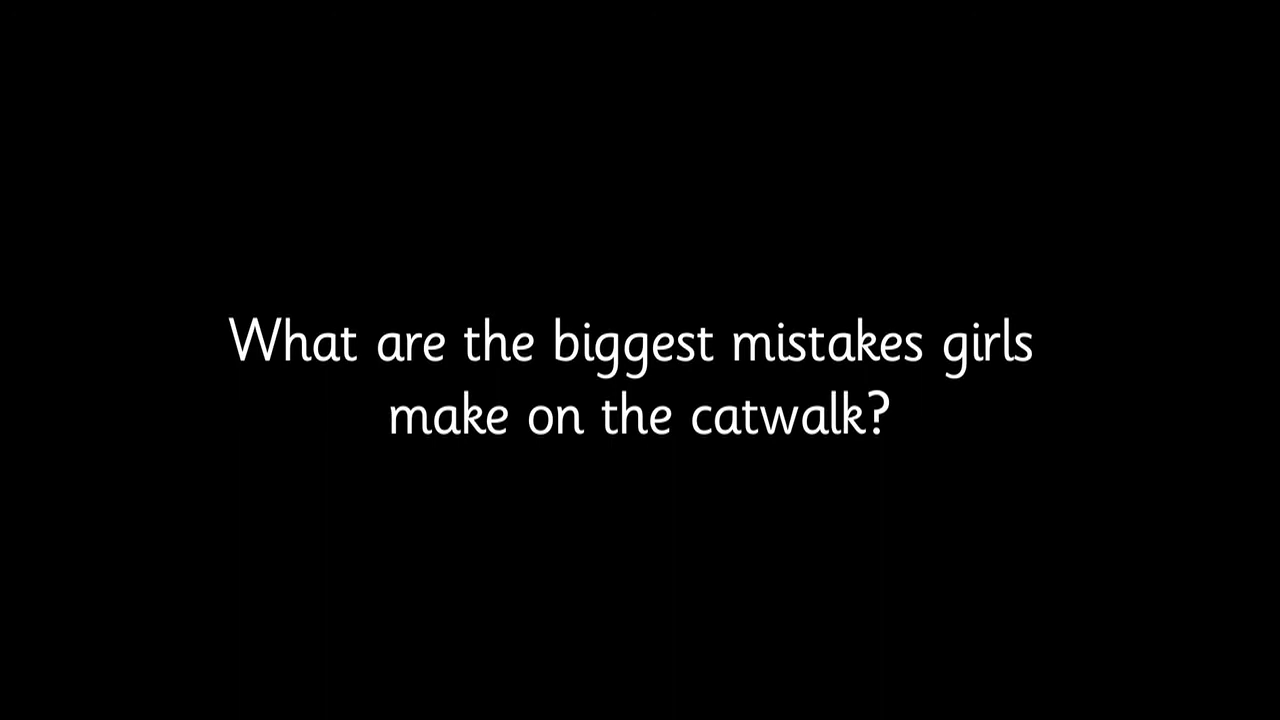 What are the biggest mistakes girls
make on the catwalk?